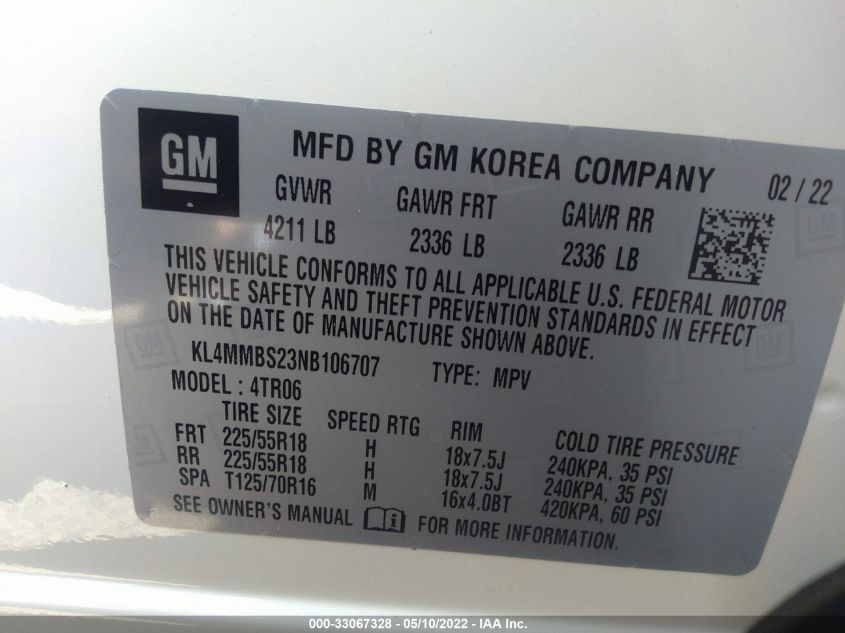 GM
MFD BY GM KOREA COMPANY 02 / 22
GVWR GAWR FRT GAWR RR
4211 LB 2336 LB 2336 LB
THIS VEHICLE CONFORMS TO ALL APPLICABLE U.S. FEDERAL MOTOR
VEHICLE SAFETY AND THEFT PREVENTION STANDARDS IN EFFECT
ON THE DATE OF MANUFACTURE SHOWN ABOVE.
KL4MMBS23NB106707 TYPE: MPV
MODEL : 4TR06
TIRE SIZE SPEED RTG RIM COLD TIRE PRESSURE
FRT 225/55R18 H 18x7.5J 240KPA, 35 PSI
RR 225/55R18 H 18x7.5J 240KPA, 35 PSI
SPA T125/70R16 M 16x4.0BT 420KPA, 60 PSI
SEE OWNER'S MANUAL FOR MORE INFORMATION.
000-33067328 - 05/10/2022 - IAA Inc.